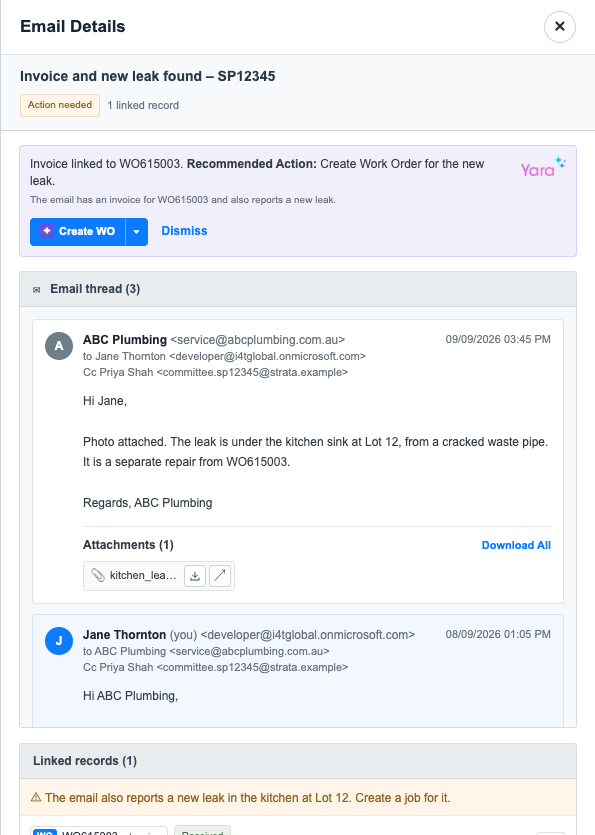 Email Details
Invoice and new leak found – SP12345
Action needed 1 linked record
Invoice linked to WO615003. Recommended Action: Create Work Order for the new
leak.
Yara
The email has an invoice for WO615003 and also reports a new leak.
Create WO Dismiss
Email thread (3)
A
ABC Plumbing <service@abcplumbing.com.au> 09/09/2026 03:45 PM
to Jane Thornton <developer@i4tglobal.onmicrosoft.com>
Cc Priya Shah <committee.sp12345@strata.example>
Hi Jane,
Photo attached. The leak is under the kitchen sink at Lot 12, from a cracked waste pipe.
It is a separate repair from WO615003.
Regards, ABC Plumbing
Attachments (1) Download All
kitchen_lea...
J
Jane Thornton (you) <developer@i4tglobal.onmicrosoft.com> 08/09/2026 01:05 PM
to ABC Plumbing <service@abcplumbing.com.au>
Cc Priya Shah <committee.sp12345@strata.example>
Hi ABC Plumbing,
Linked records (1)
The email also reports a new leak in the kitchen at Lot 12. Create a job for it.
WO WO615003 Received